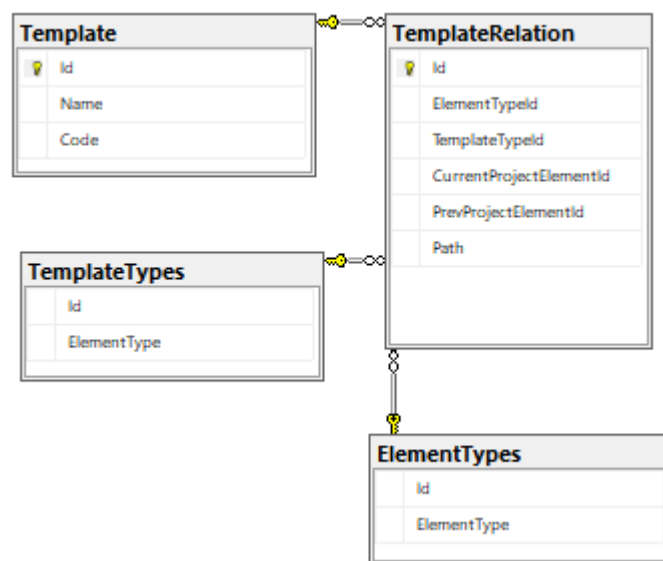 Template
Id
Name
Code
TemplateRelation
Id
ElementTypeId
TemplateTypeId
CurrentProjectElementId
PrevProjectElementId
Path
TemplateTypes
Id
ElementType
ElementTypes
Id
ElementType